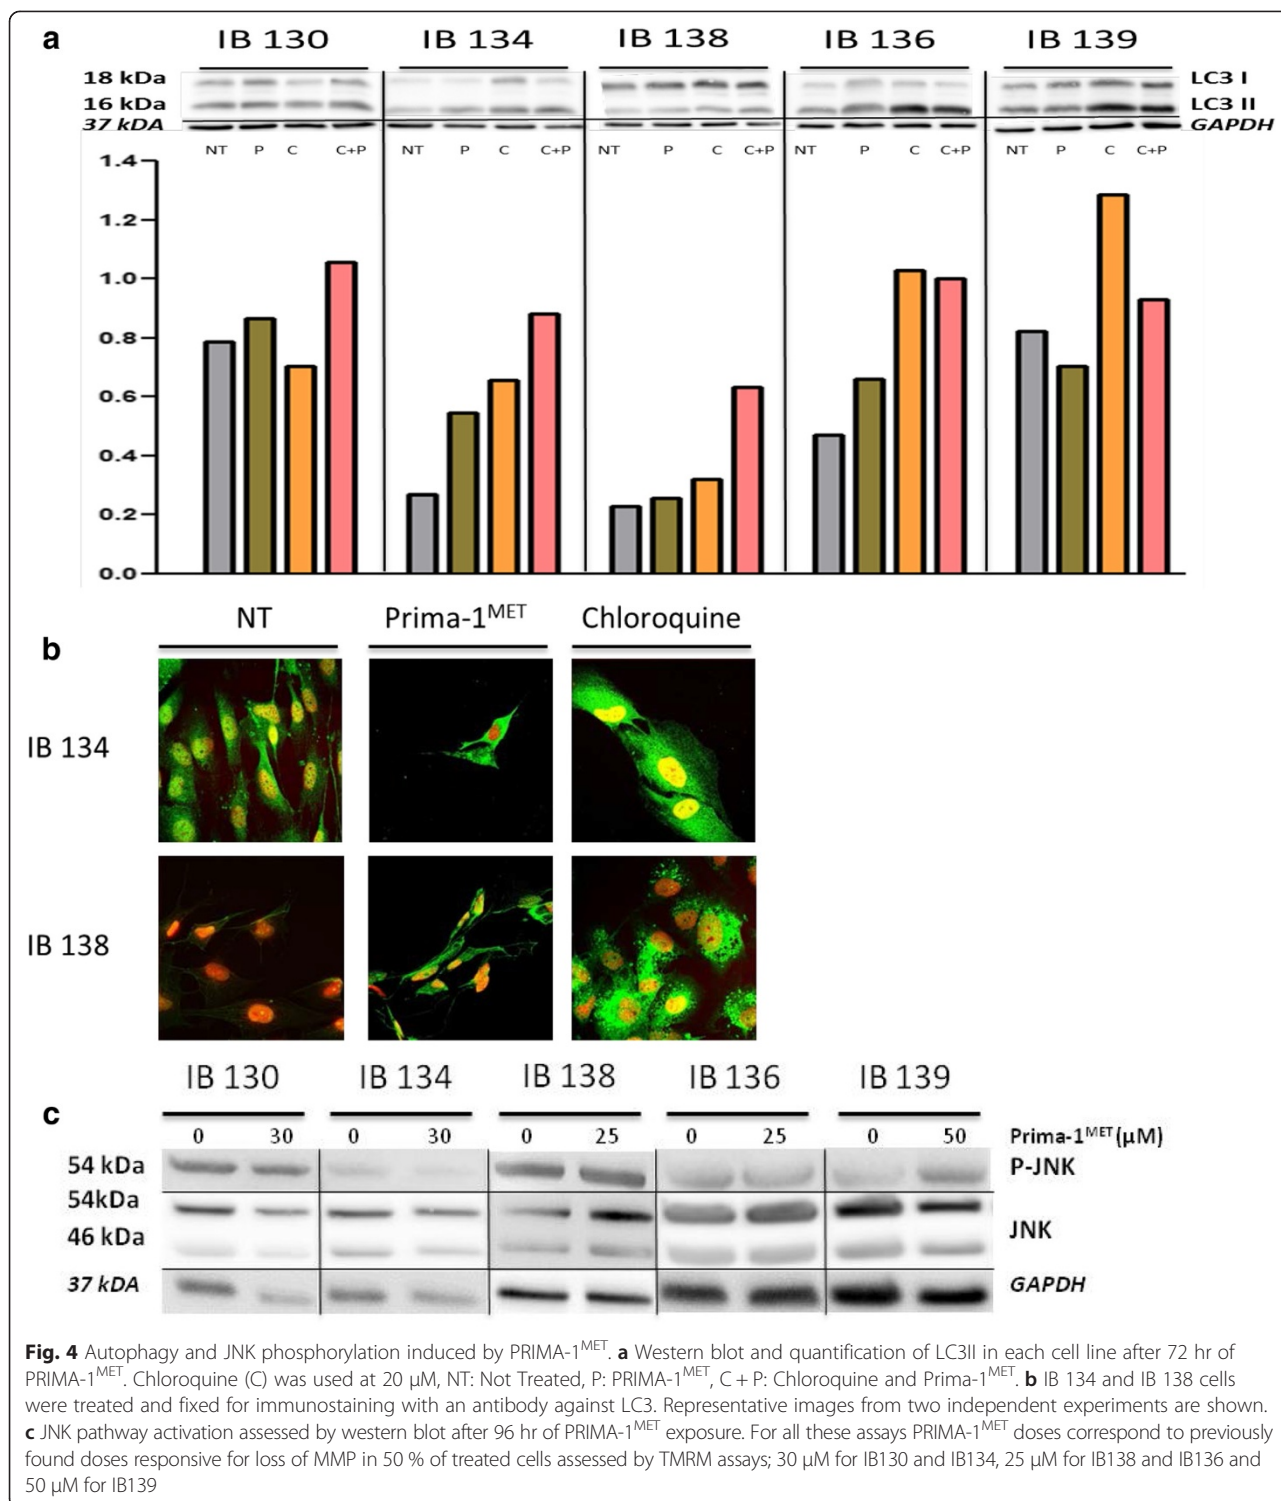 a
IB 130 IB 134 IB 138 IB 136 IB 139
18 kDa LC3 I
16 kDa LC3 II
37 kDA GAPDH
NT P C C+P NT P C C+P NT P C C+P NT P C C+P NT P C C+P
1.4
1.2
1.0
0.8
0.6
0.4
0.2
0.0
b
NT Prima-1MET Chloroquine
IB 134
IB 138
IB 130 IB 134 IB 138 IB 136 IB 139
c
0 30 0 30 0 25 0 25 0 50 Prima-1MET (µM)
54 kDa P-JNK
54kDa
46 kDa JNK
37 kDA GAPDH
Fig. 4 Autophagy and JNK phosphorylation induced by PRIMA-1MET. a Western blot and quantification of LC3II in each cell line after 72 hr of
PRIMA-1MET. Chloroquine (C) was used at 20 µM, NT: Not Treated, P: PRIMA-1MET, C + P: Chloroquine and Prima-1MET. b IB 134 and IB 138 cells
were treated and fixed for immunostaining with an antibody against LC3. Representative images from two independent experiments are shown.
c JNK pathway activation assessed by western blot after 96 hr of PRIMA-1MET exposure. For all these assays PRIMA-1MET doses correspond to previously
found doses responsive for loss of MMP in 50 % of treated cells assessed by TMRM assays; 30 µM for IB130 and IB134, 25 µM for IB138 and IB136 and
50 µM for IB139